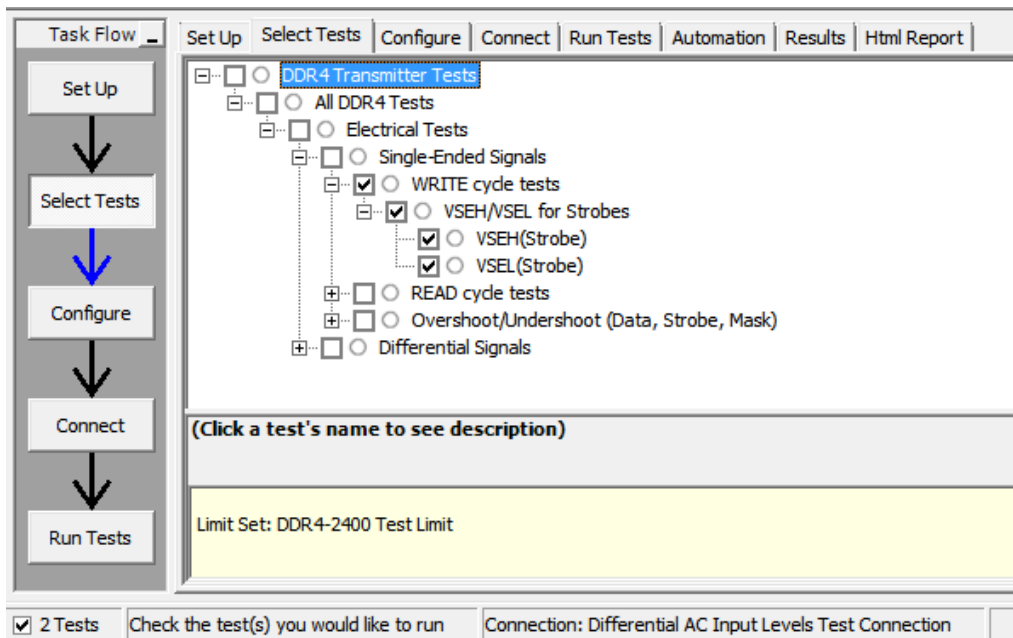 Task Flow _
Set Up
Select Tests
Configure
Connect
Run Tests
Set Up Select Tests Configure Connect Run Tests Automation Results Html Report
DDR4 Transmitter Tests
All DDR4 Tests
Electrical Tests
Single-Ended Signals
WRITE cycle tests
VSEH/VSEL for Strobes
VSEH(Strobe)
VSEL(Strobe)
READ cycle tests
Overshoot/Undershoot (Data, Strobe, Mask)
Differential Signals
(Click a test's name to see description)
Limit Set: DDR4-2400 Test Limit
2 Tests Check the test(s) you would like to run Connection: Differential AC Input Levels Test Connection